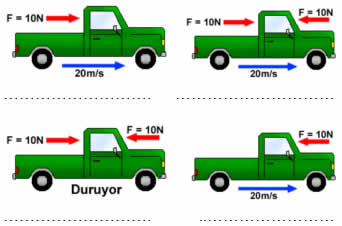 F = 10N
20m/s
F = 10N
F = 10N
20m/s
F = 10N
F = 10N
Duruyor
F = 10N
20m/s